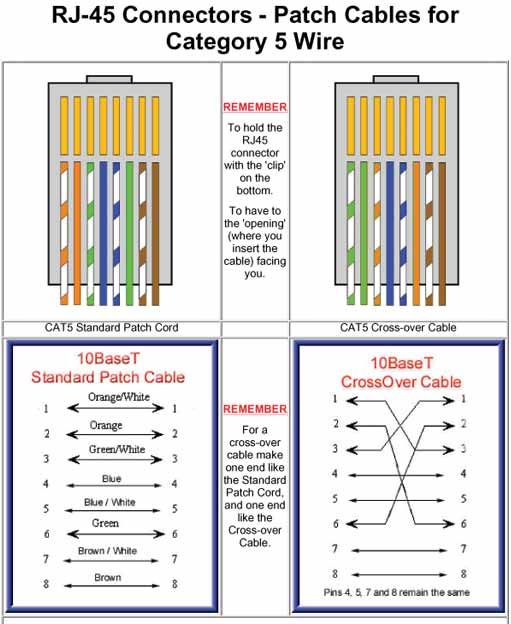 RJ-45 Connectors - Patch Cables for
Category 5 Wire
REMEMBER
To hold the
RJ45
connector
with the 'clip'
on the
bottom.
To have to
the 'opening'
(where you
insert the
cable) facing
you.
CAT5 Standard Patch Cord
CAT5 Cross-over Cable
10BaseT
Standard Patch Cable
1 Orange/White 1
2 Orange 2
3 Green/White 3
4 Blue 4
5 Blue / White 5
6 Green 6
7 Brown / White 7
8 Brown 8
REMEMBER
For a
cross-over
cable make
one end like
the Standard
Patch Cord,
and one end
like the
Cross-over
Cable.
10BaseT
CrossOver Cable
1 1
2 2
3 3
4 4
5 5
6 6
7 7
8 8
Pins 4, 5, 7 and 8 remain the same